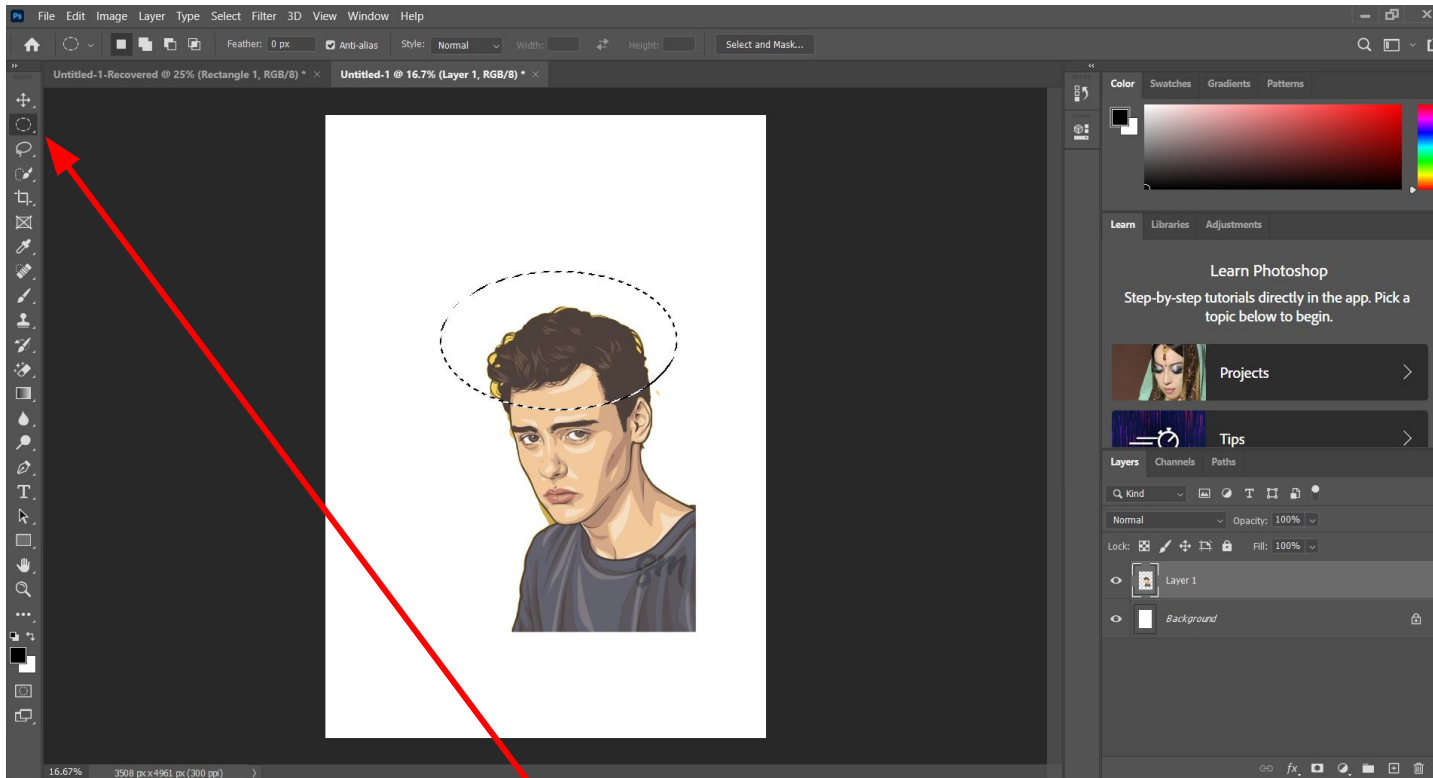 Ps File Edit Image Layer Type Select Filter 3D View Window Help
Feather: 0 px Anti-alias Style: Normal Width: Height: Select and Mask...
Untitled-1-Recovered @ 25% (Rectangle 1, RGB/8) * × Untitled-1 @ 16.7% (Layer 1, RGB/8) * ×
Color Swatches Gradients Patterns
Learn Libraries Adjustments
Learn Photoshop
Step-by-step tutorials directly in the app. Pick a
topic below to begin.
Projects
Tips
Layers Channels Paths
Kind
Normal Opacity: 100%
Lock: Fill: 100%
Layer 1
Background
16.67% 3508 px x 4961 px (300 ppi)